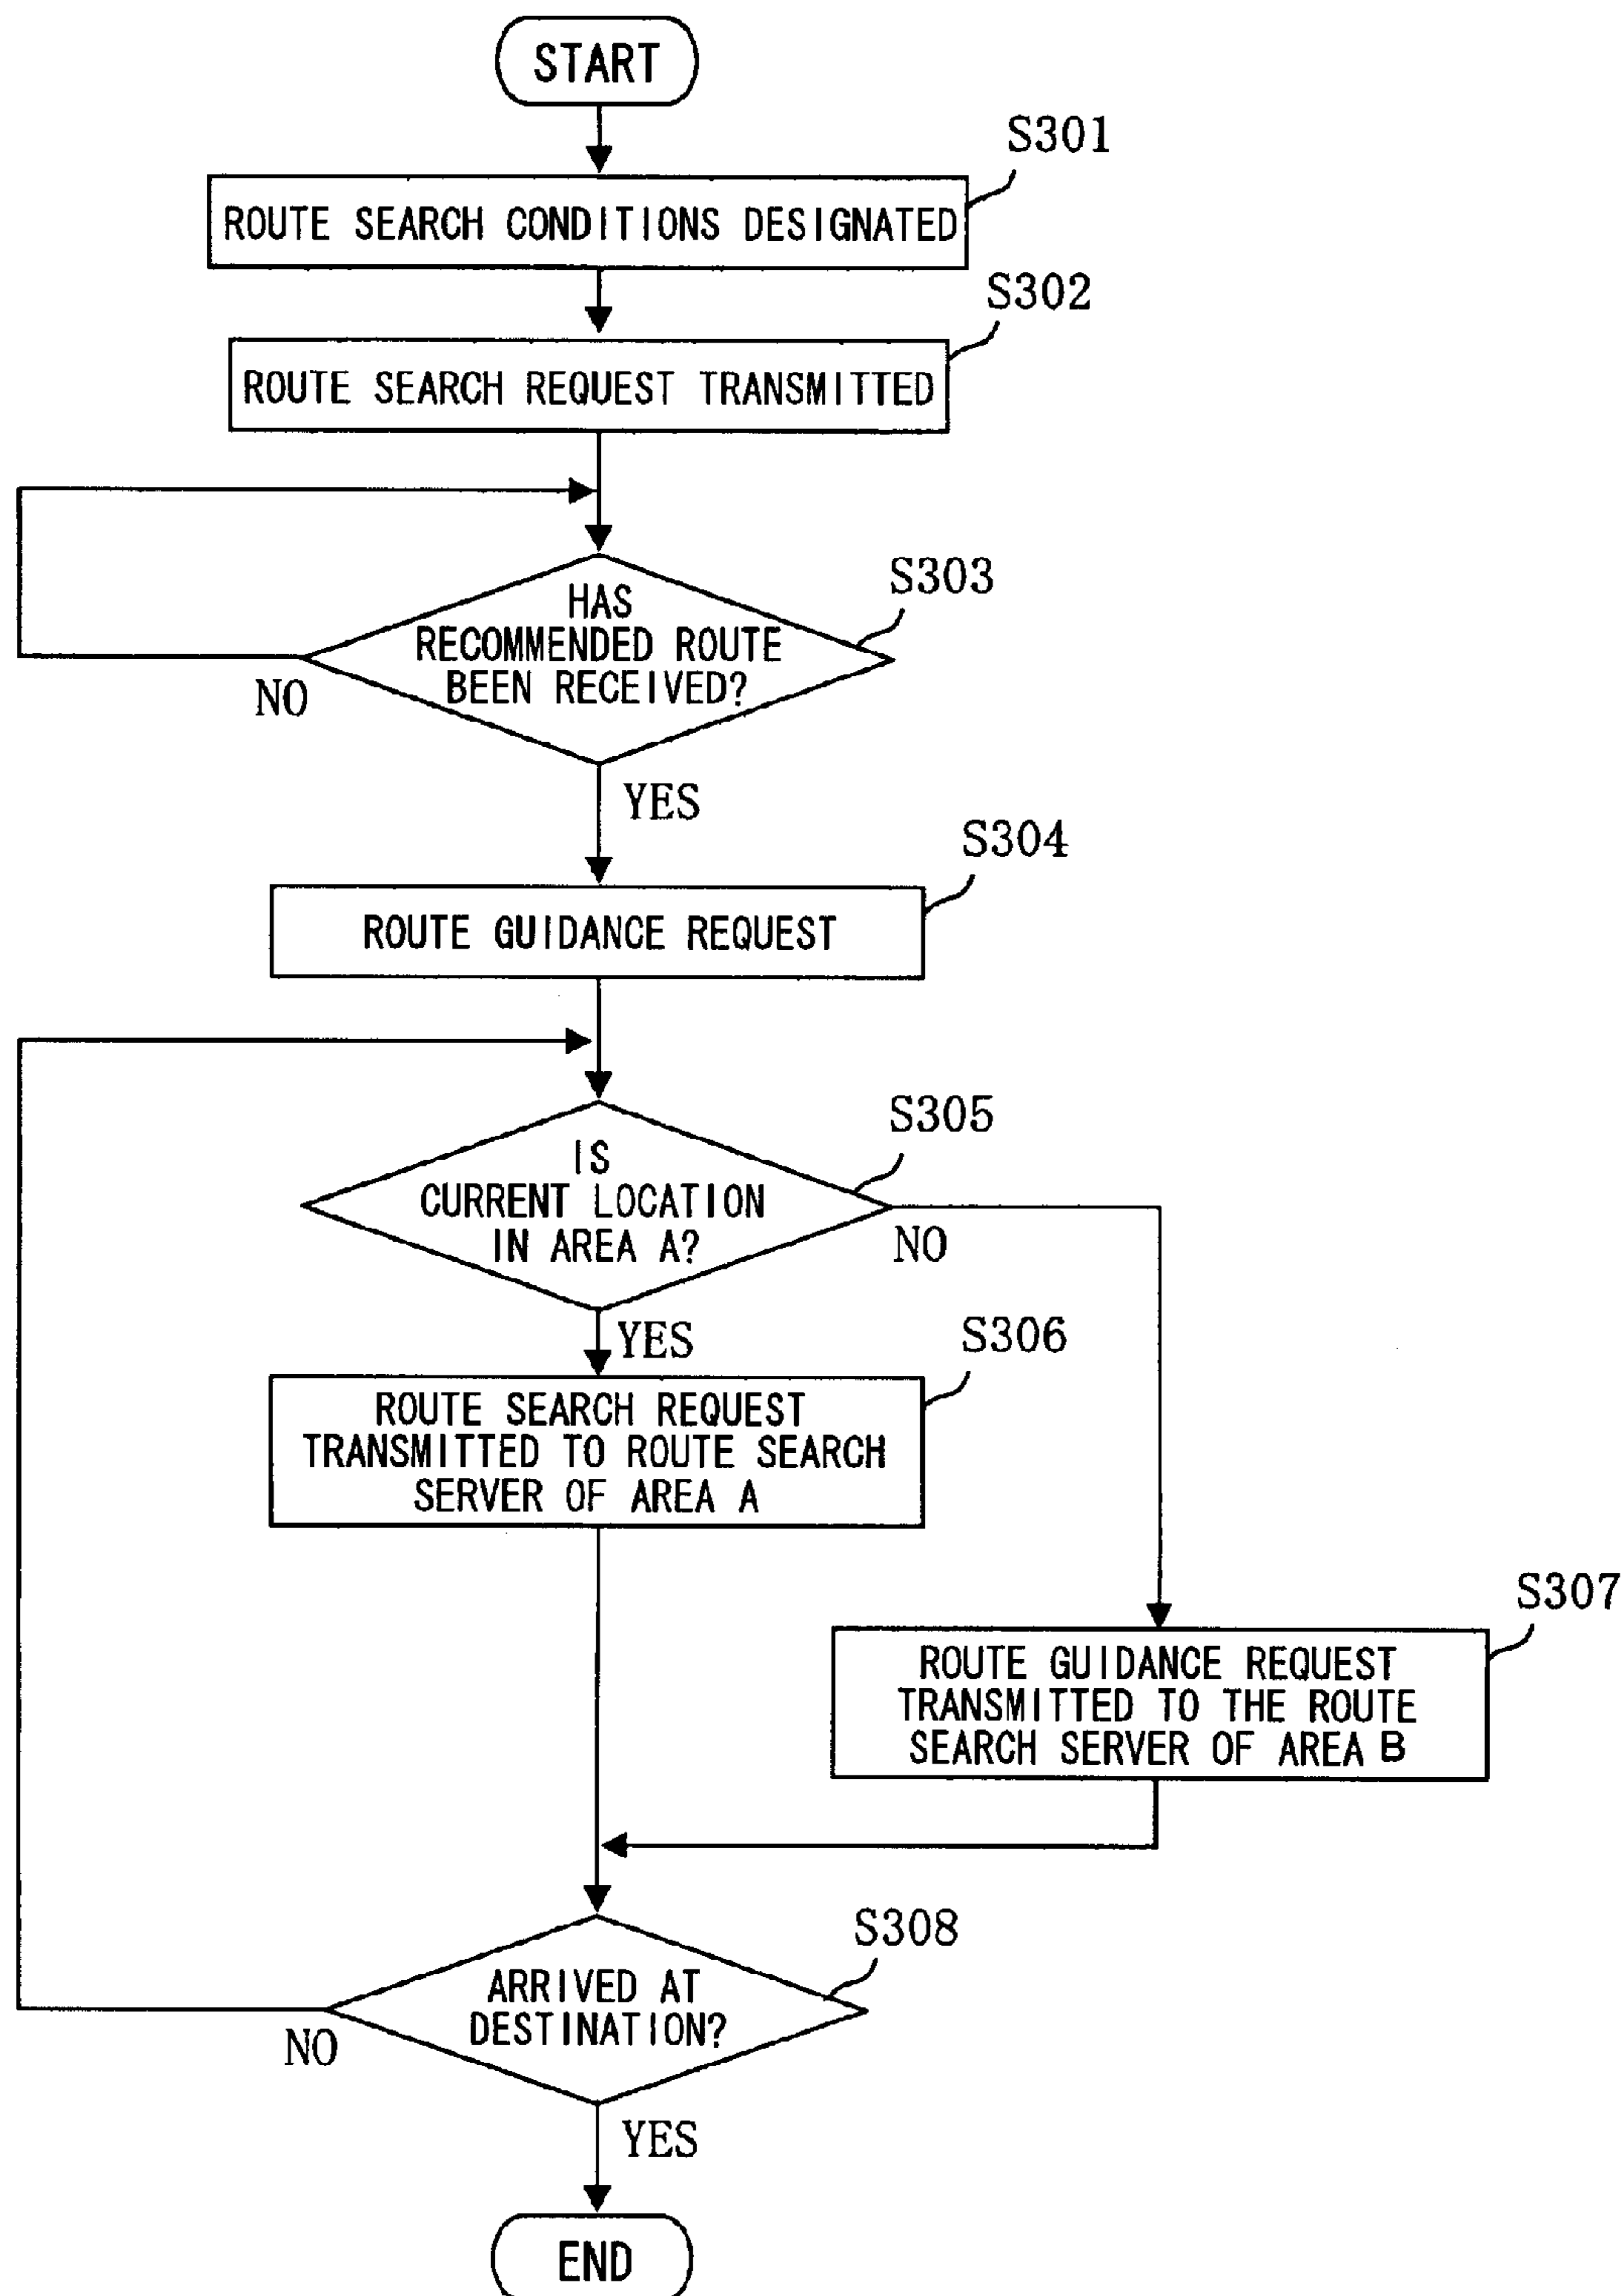 START
S301
ROUTE SEARCH CONDITIONS DESIGNATED
S302
ROUTE SEARCH REQUEST TRANSMITTED
S303
HAS
RECOMMENDED ROUTE
BEEN RECEIVED?
NO
YES
S304
ROUTE GUIDANCE REQUEST
S305
IS
CURRENT LOCATION
IN AREA A?
NO
YES
S306
ROUTE SEARCH REQUEST
TRANSMITTED TO ROUTE SEARCH
SERVER OF AREA A
S307
ROUTE GUIDANCE REQUEST
TRANSMITTED TO THE ROUTE
SEARCH SERVER OF AREA B
S308
ARRIVED AT
DESTINATION?
NO
YES
END